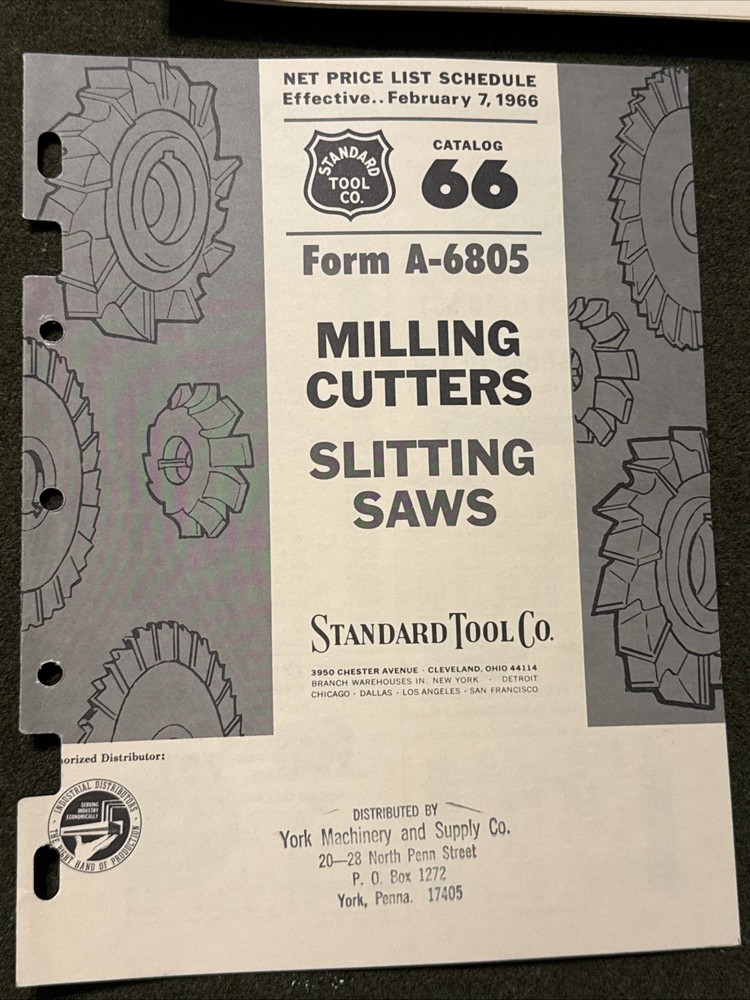 NET PRICE LIST SCHEDULE
Effective.. February 7, 1966
STANDARD
TOOL
CO.
CATALOG
66
Form A-6805
MILLING
CUTTERS
SLITTING
SAWS
STANDARD TOOL CO.
3950 CHESTER AVENUE · CLEVELAND, OHIO 44114
BRANCH WAREHOUSES IN: NEW YORK · DETROIT
CHICAGO · DALLAS · LOS ANGELES · SAN FRANCISCO
orized Distributor:
· INDUSTRIAL DISTRIBUTORS ·
SERVING
INDUSTRY
ECONOMICALLY
THE RIGHT HAND OF PRODUCTION
DISTRIBUTED BY
York Machinery and Supply Co.
20—28 North Penn Street
P. O. Box 1272
York, Penna. 17405